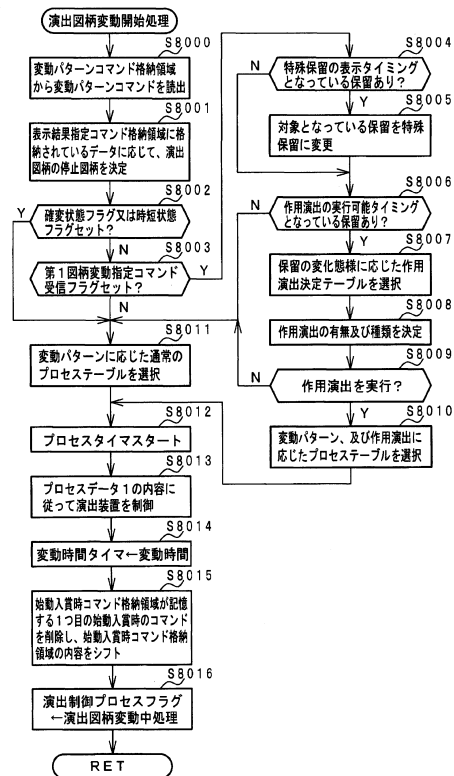 演出図柄変動開始処理
S8000
変動パターンコマンド格納領域
から変動パターンコマンドを読出
S8001
表示結果指定コマンド格納領域に格
納されているデータに応じて、演出
図柄の停止図柄を決定
S8002
Y
確変状態フラグ又は時短状態
フラグセット?
N
S8003
第1図柄変動指定コマンド
受信フラグセット?
Y
N
S8004
N
特殊保留の表示タイミング
となっている保留あり?
Y
S8005
対象となっている保留を特殊
保留に変更
S8006
N
作用演出の実行可能タイミング
となっている保留あり?
Y
S8007
保留の変化態様に応じた作用
演出決定テーブルを選択
S8008
作用演出の有無及び種類を決定
S8009
N
作用演出を実行?
Y
S8010
変動パターン、及び作用演出に
応じたプロセステーブルを選択
S8011
変動パターンに応じた通常の
プロセステーブルを選択
S8012
プロセスタイマスタート
S8013
プロセスデータ1の内容に
従って演出装置を制御
S8014
変動時間タイマ←変動時間
S8015
始動入賞時コマンド格納領域が記憶
する1つ目の始動入賞時のコマンド
を削除し、始動入賞時コマンド格納
領域の内容をシフト
S8016
演出制御プロセスフラグ
←演出図柄変動中処理
RET